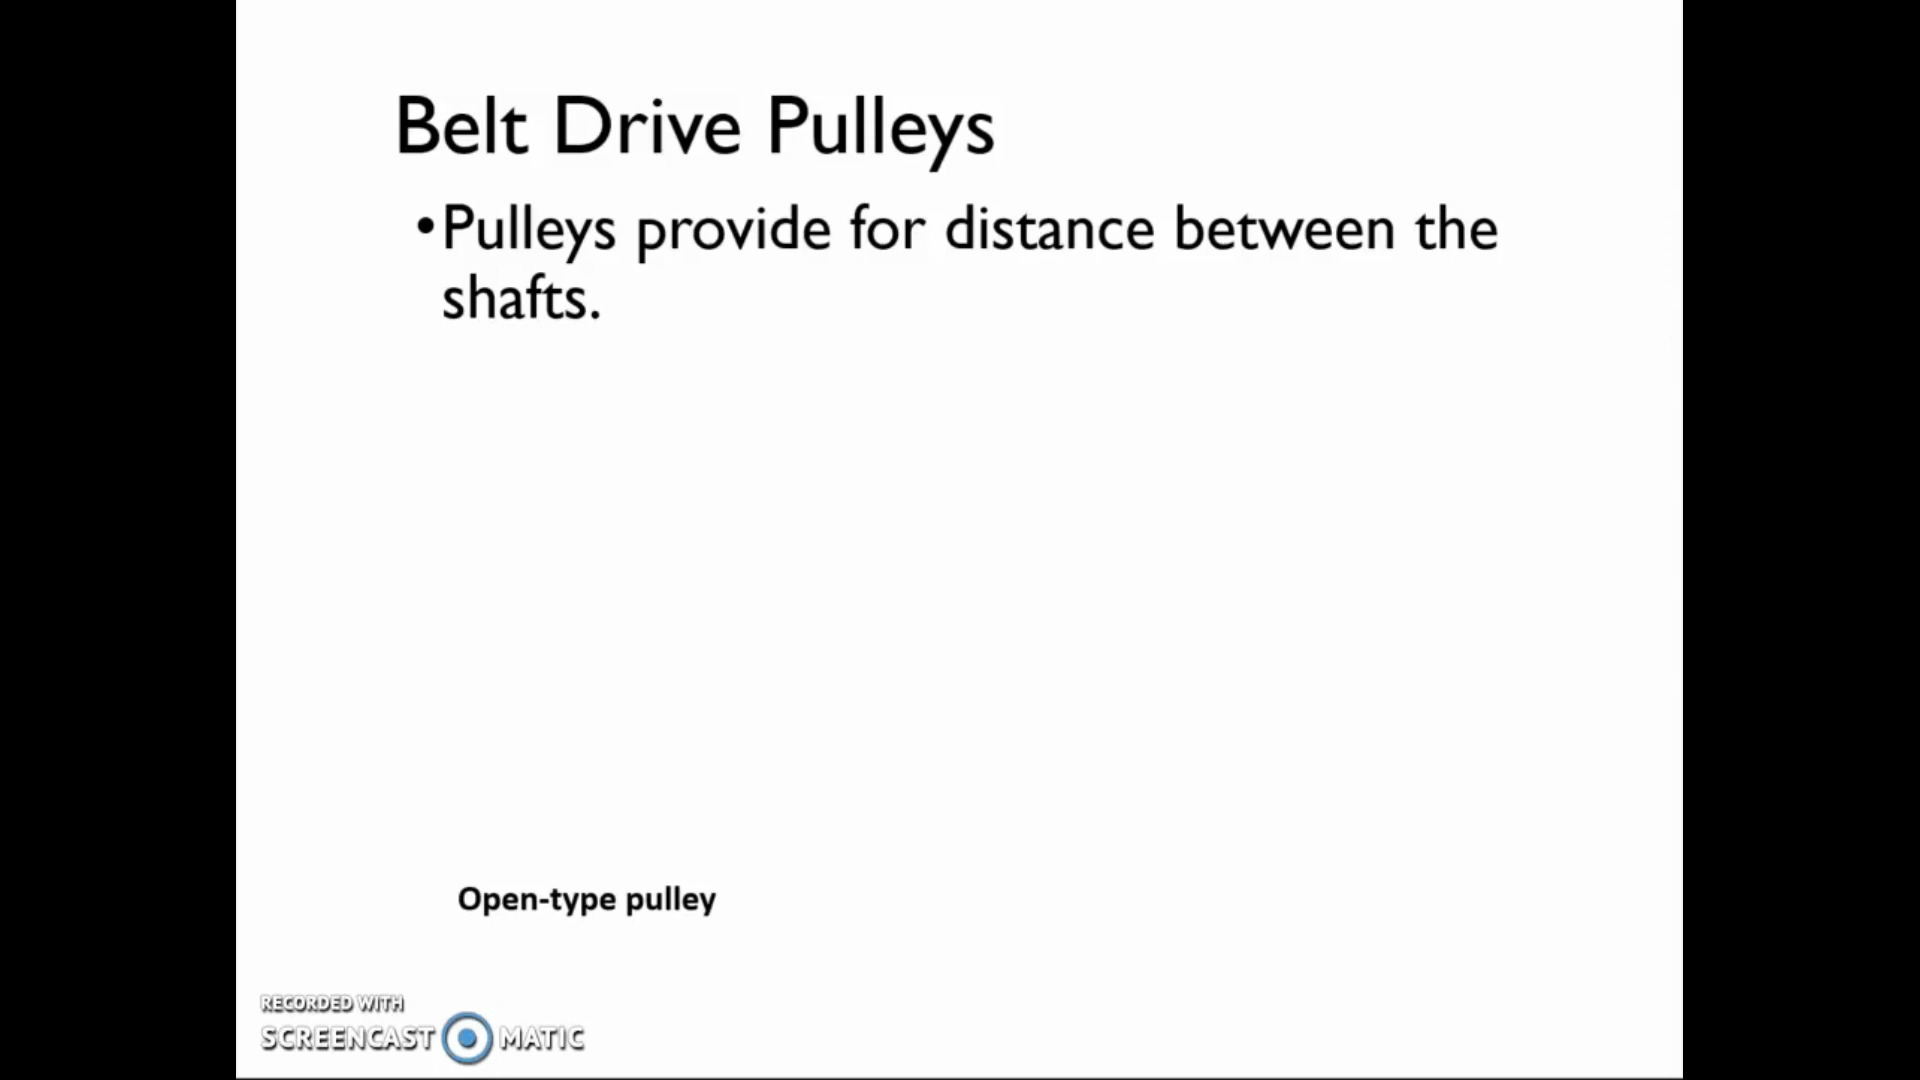 Belt Drive Pulleys
•Pulleys provide for distance between the
shafts.
Open-type pulley
RECORDED WITH
SCREENCAST MATIC